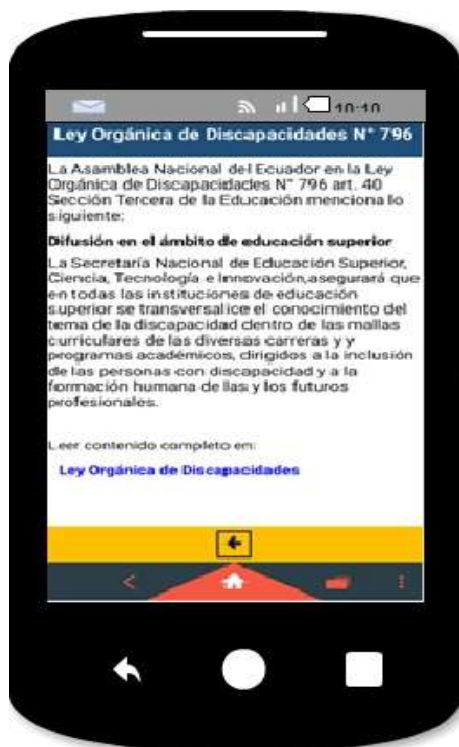 10:10
Ley Orgánica de Discapacidades N° 796
La Asamblea Nacional del Ecuador en la Ley
Orgánica de Discapacidades N° 796 art. 40
Sección Tercera de la Educación menciona lo
siguiente:
Difusión en el ámbito de educación superior
La Secretaría Nacional de Educación Superior,
Ciencia, Tecnología e Innovación,asegurará que
en todas las instituciones de educación
superior se transversalice el conocimiento del
tema de la discapacidad dentro de las mallas
curriculares de las diversas carreras y y
programas académicos, dirigidos a la inclusión
de las personas con discapacidad y a la
formación humana de las y los futuros
profesionales.
Leer contenido completo en:
Ley Orgánica de Discapacidades